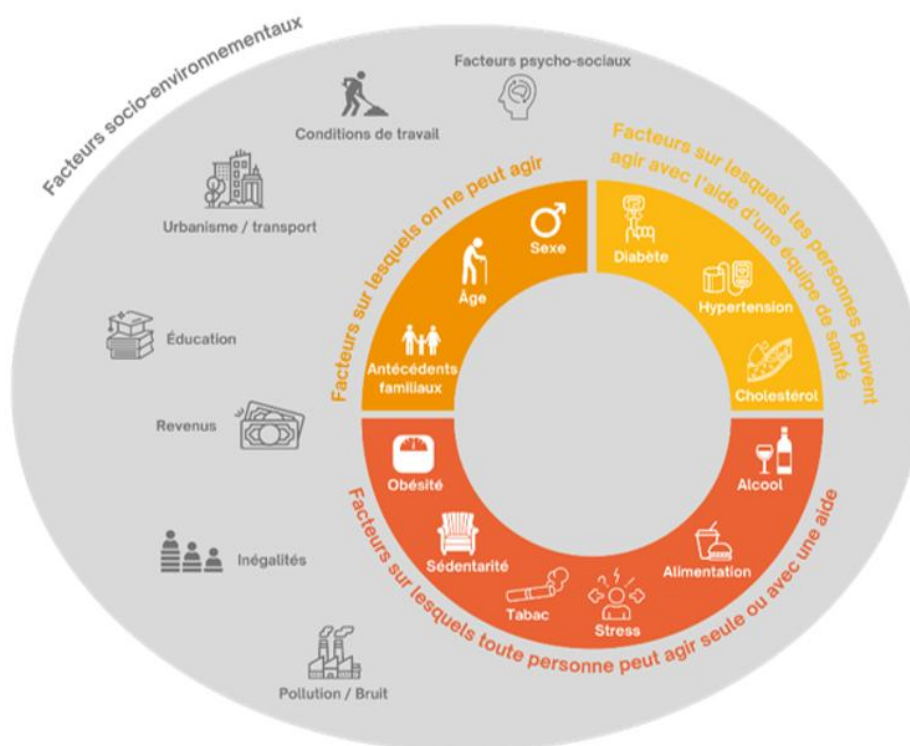 Facteurs socio-environnementaux
Facteurs psycho-sociaux
Conditions de travail
Urbanisme / transport
Éducation
Revenus
Inégalités
Pollution / Bruit
Facteurs sur lesquels on ne peut agir
Sexe
Âge
Antécédents
familiaux
Facteurs sur lesquels les personnes peuvent
agir avec l'aide d'une équipe de santé
Diabète
Hypertension
Cholestérol
Facteurs sur lesquels toute personne peut agir seule ou avec une aide
Obésité
Sédentarité
Tabac
Stress
Alimentation
Alcool